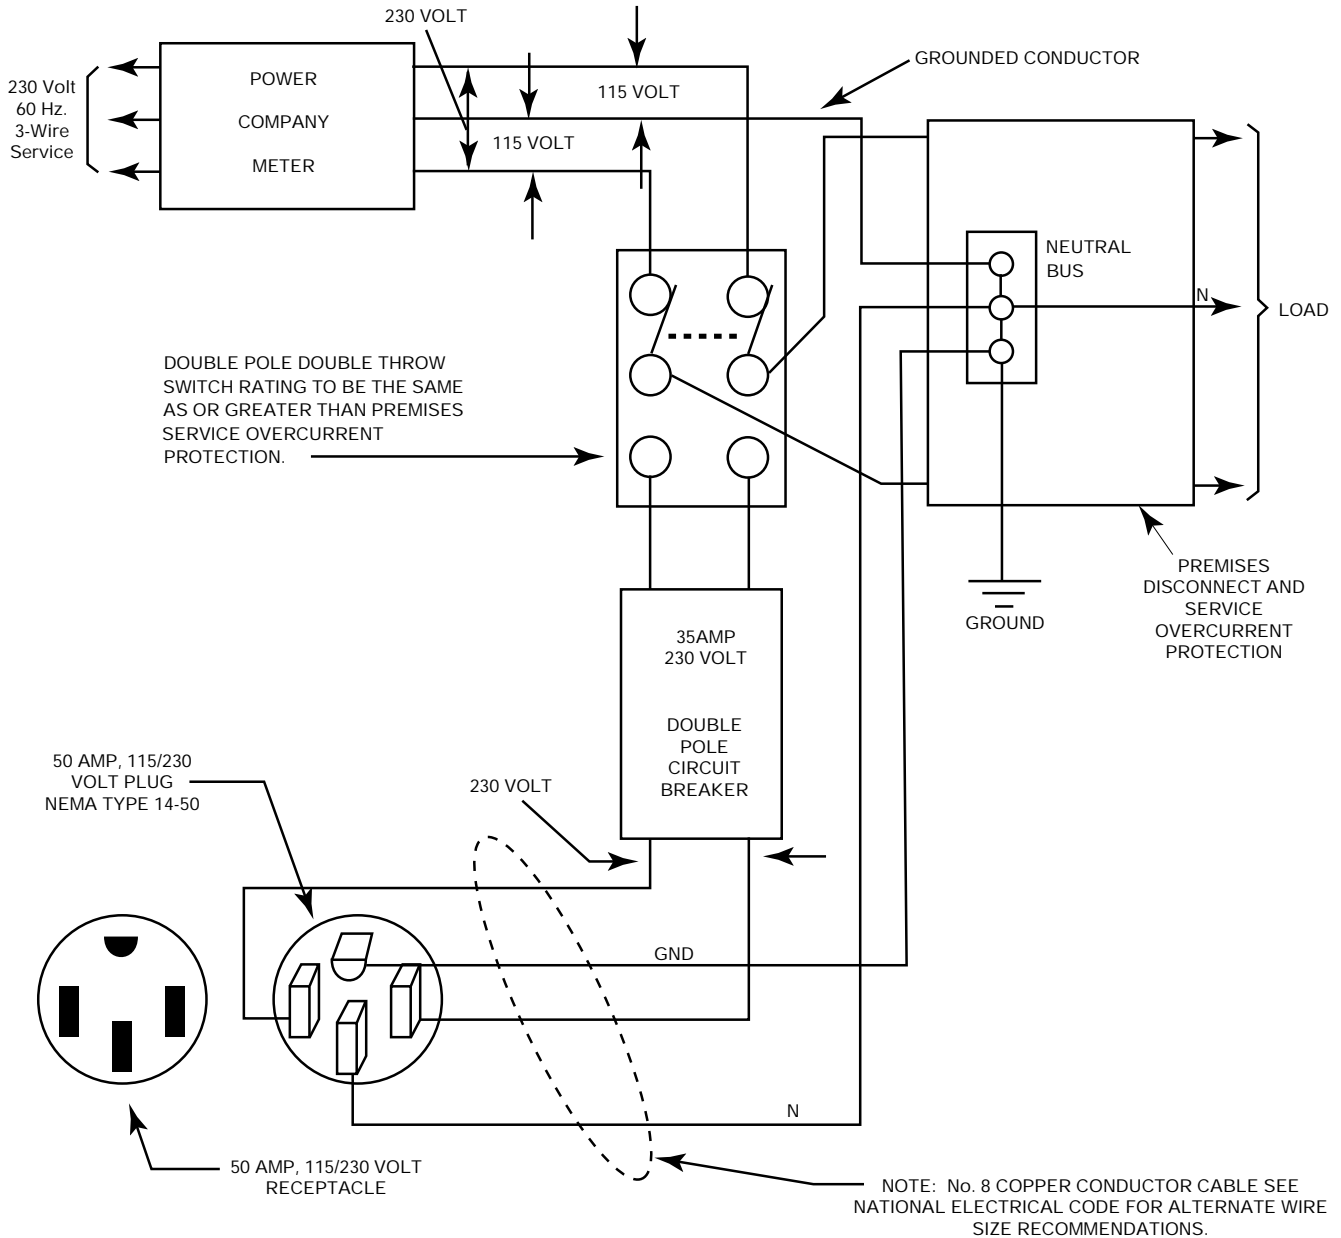 230 VOLT
GROUNDED CONDUCTOR
230 Volt
60 Hz.
3-Wire
Service
POWER
COMPANY
METER
115 VOLT
115 VOLT
NEUTRAL
BUS
N
LOAD
DOUBLE POLE DOUBLE THROW
SWITCH RATING TO BE THE SAME
AS OR GREATER THAN PREMISES
SERVICE OVERCURRENT
PROTECTION.
GROUND
PREMISES
DISCONNECT AND
SERVICE
OVERCURRENT
PROTECTION
35AMP
230 VOLT
DOUBLE
POLE
CIRCUIT
BREAKER
50 AMP, 115/230
VOLT PLUG
NEMA TYPE 14-50
230 VOLT
GND
N
50 AMP, 115/230 VOLT
RECEPTACLE
NOTE: No. 8 COPPER CONDUCTOR CABLE SEE
NATIONAL ELECTRICAL CODE FOR ALTERNATE WIRE
SIZE RECOMMENDATIONS.